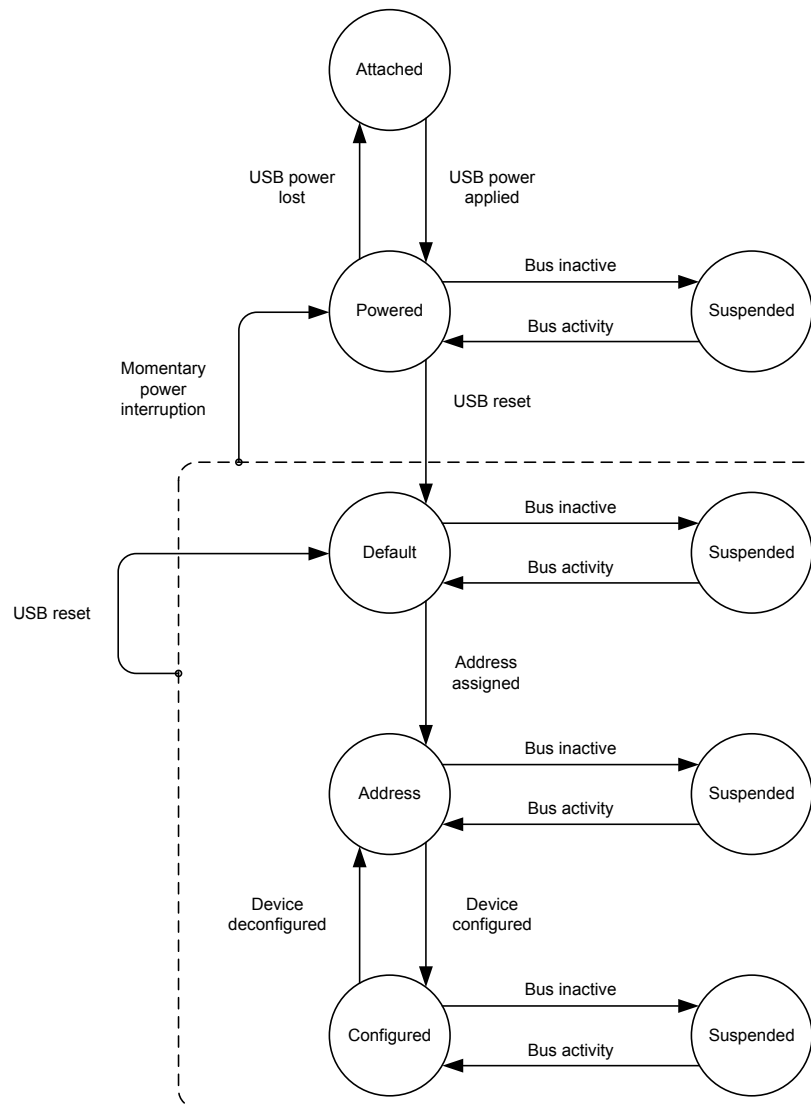 Attached
USB power
lost
USB power
applied
Bus inactive
Powered
Suspended
Bus activity
Momentary
power
interruption
USB reset
Bus inactive
Default
Suspended
Bus activity
USB reset
Address
assigned
Bus inactive
Address
Suspended
Bus activity
Device
deconfigured
Device
configured
Bus inactive
Configured
Suspended
Bus activity